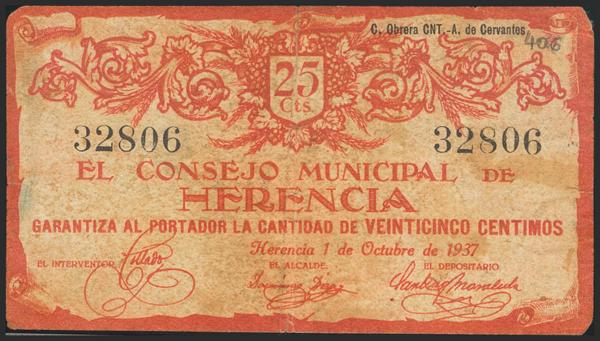 C. Obrera CNT.-A. de Cervantes
406
25
Cts.
32806 32806
EL CONSEJO MUNICIPAL DE
HERENCIA
GARANTIZA AL PORTADOR LA CANTIDAD DE VEINTICINCO CENTIMOS
Herencia 1 de Octubre de 1937
EL INTERVENTOR EL ALCALDE, EL DEPOSITARIO